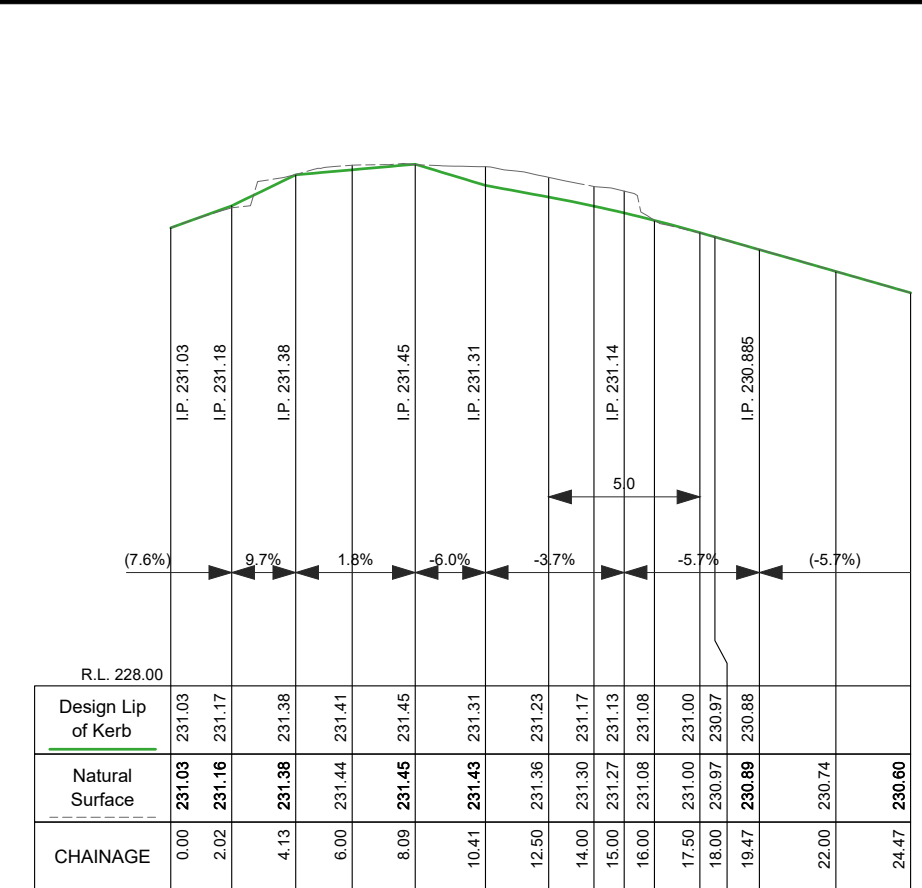 I.P. 231.03
I.P. 231.18
I.P. 231.38
I.P. 231.45
I.P. 231.31
I.P. 231.14
I.P. 230.885
5.0
(7.6%) 9.7% 1.8% -6.0% -3.7% -5.7% (-5.7%)
R.L. 228.00
Design Lip
of Kerb
231.03 231.17 231.38 231.41 231.45 231.31 231.23 231.17 231.13 231.08 231.00 230.97 230.88
Natural
Surface
231.03 231.16 231.38 231.44 231.45 231.43 231.36 231.30 231.27 231.08 231.00 230.97 230.89 230.74 230.60
CHAINAGE 0.00 2.02 4.13 6.00 8.09 10.41 12.50 14.00 15.00 16.00 17.50 18.00 19.47 22.00 24.47